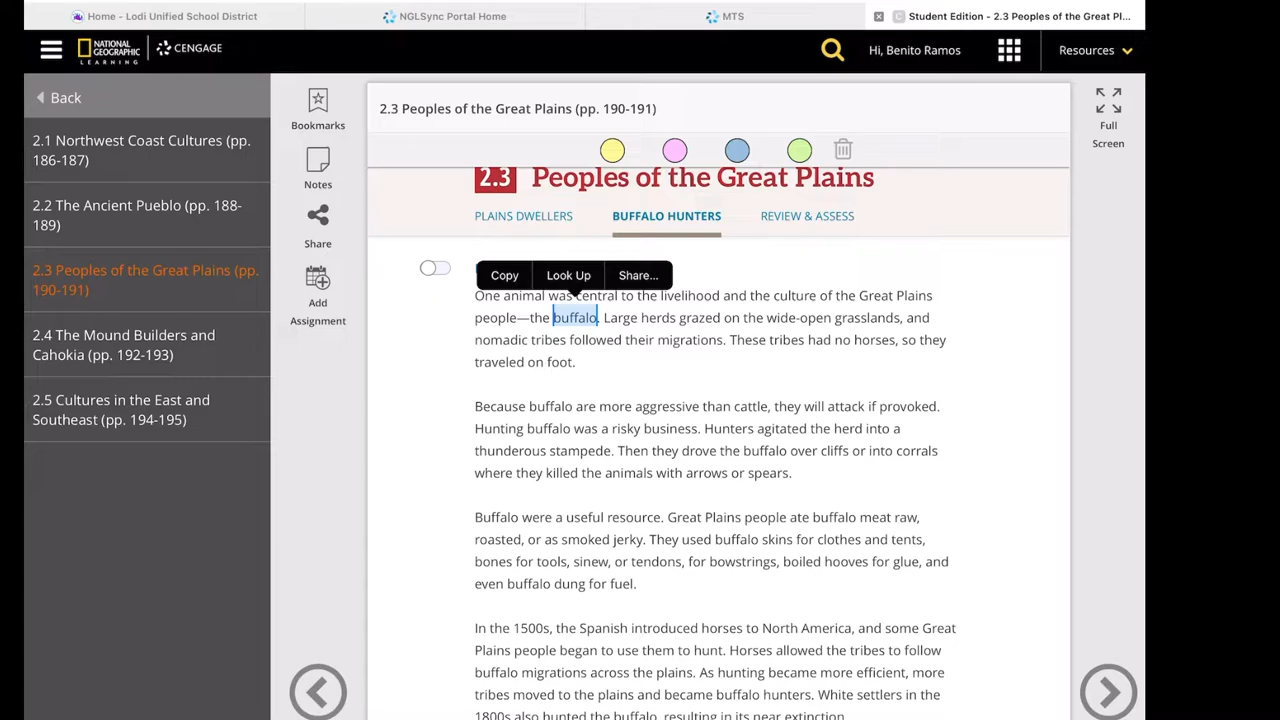 Home - Lodi Unified School District
NGLSync Portal Home
MTS
Student Edition - 2.3 Peoples of the Great Pl...
NATIONAL
GEOGRAPHIC
LEARNING
CENGAGE
Hi, Benito Ramos
Resources
Back
2.1 Northwest Coast Cultures (pp.
186-187)
2.2 The Ancient Pueblo (pp. 188-
189)
2.3 Peoples of the Great Plains (pp.
190-191)
2.4 The Mound Builders and
Cahokia (pp. 192-193)
2.5 Cultures in the East and
Southeast (pp. 194-195)
Bookmarks
Notes
Share
Add
Assignment
2.3 Peoples of the Great Plains (pp. 190-191)
Full
Screen
2.3 Peoples of the Great Plains
PLAINS DWELLERS
BUFFALO HUNTERS
REVIEW & ASSESS
Copy
Look Up
Share...
One animal was central to the livelihood and the culture of the Great Plains
people—the buffalo. Large herds grazed on the wide-open grasslands, and
nomadic tribes followed their migrations. These tribes had no horses, so they
traveled on foot.
Because buffalo are more aggressive than cattle, they will attack if provoked.
Hunting buffalo was a risky business. Hunters agitated the herd into a
thunderous stampede. Then they drove the buffalo over cliffs or into corrals
where they killed the animals with arrows or spears.
Buffalo were a useful resource. Great Plains people ate buffalo meat raw,
roasted, or as smoked jerky. They used buffalo skins for clothes and tents,
bones for tools, sinew, or tendons, for bowstrings, boiled hooves for glue, and
even buffalo dung for fuel.
In the 1500s, the Spanish introduced horses to North America, and some Great
Plains people began to use them to hunt. Horses allowed the tribes to follow
buffalo migrations across the plains. As hunting became more efficient, more
tribes moved to the plains and became buffalo hunters. White settlers in the
1800s also hunted the buffalo, resulting in its near extinction.